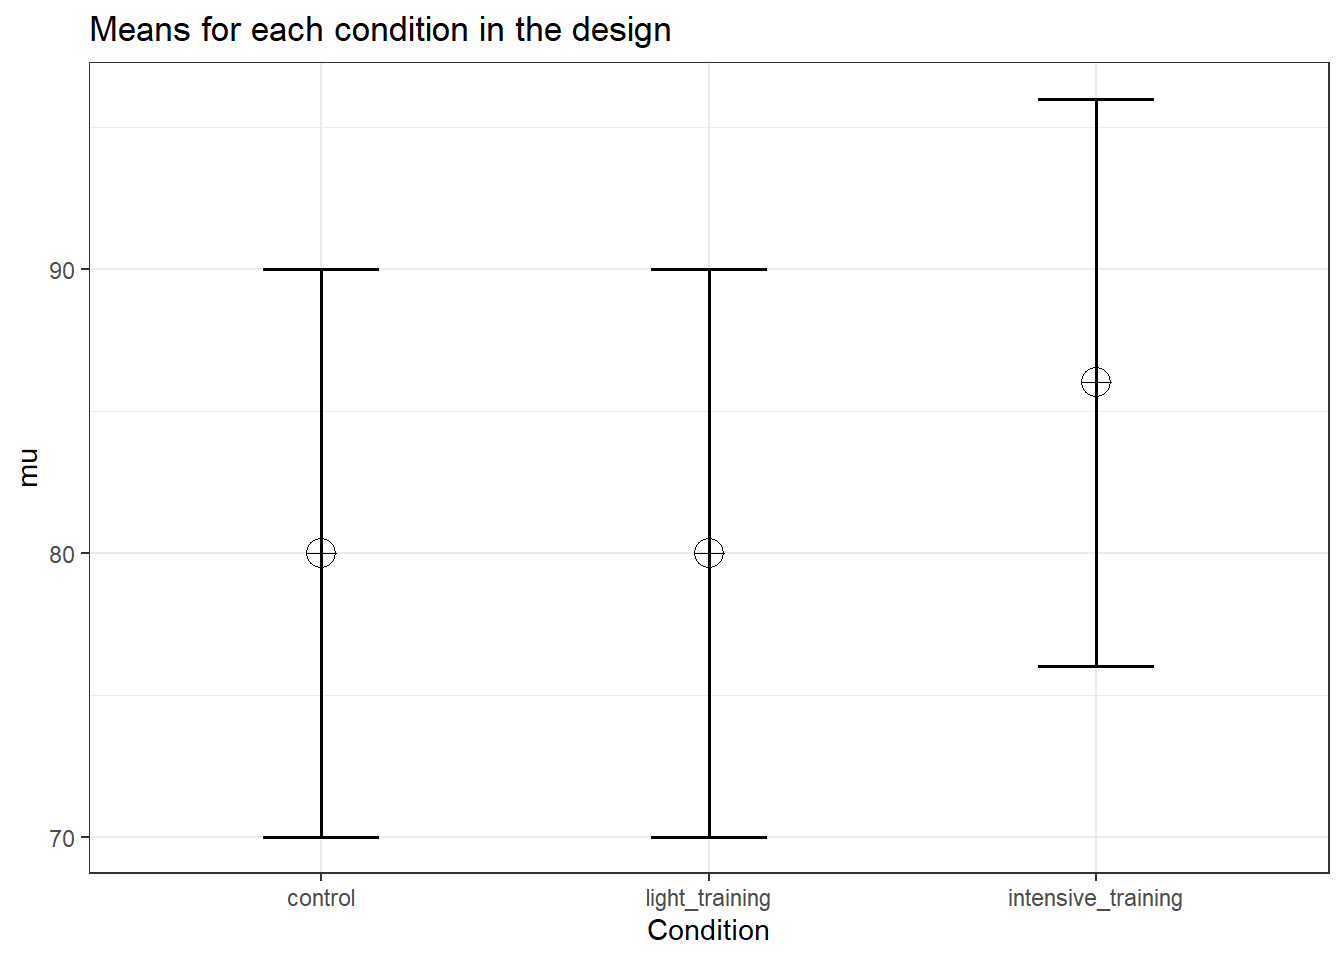 Means for each condition in the design
mu
90
80
70
control
light_training
intensive_training
Condition